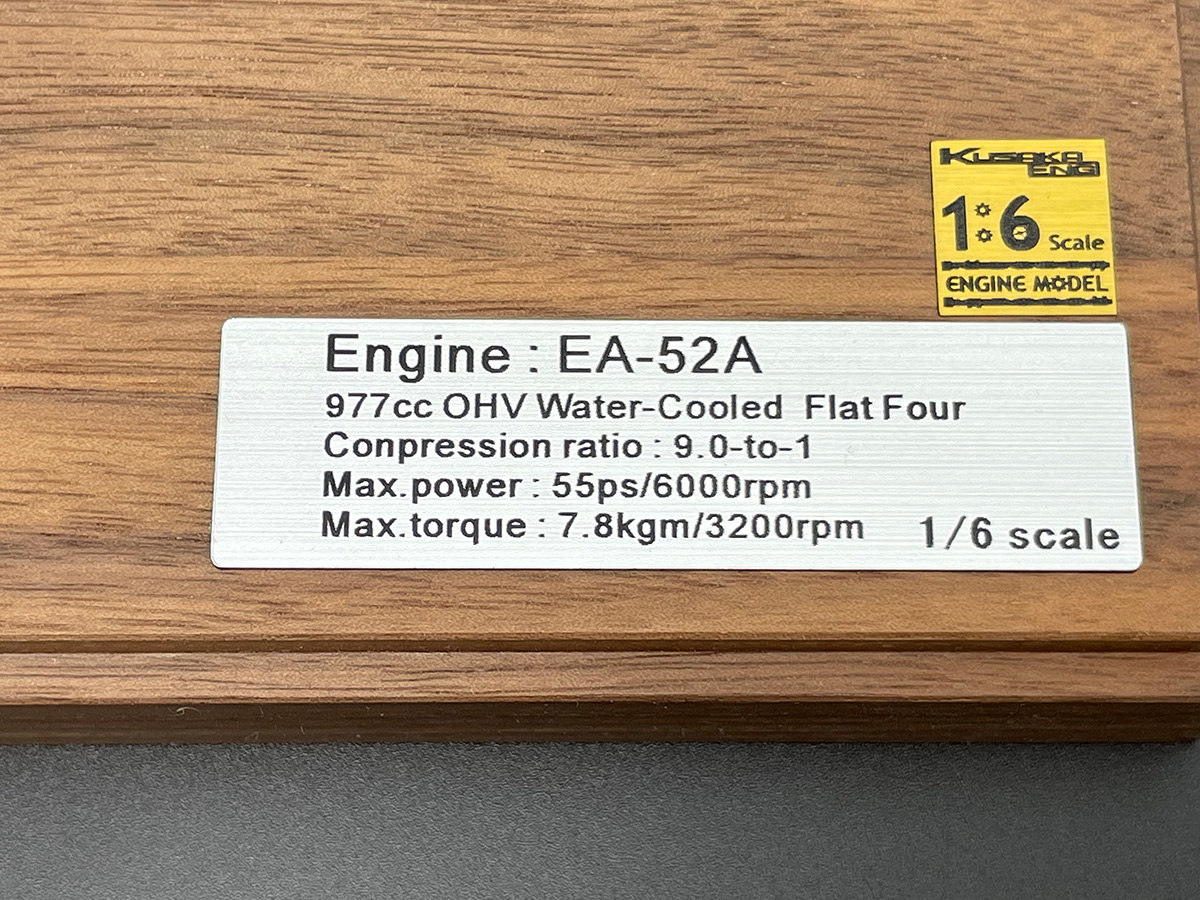 KUSAKA
ENG
1:6 Scale
ENGINE MODEL
Engine : EA-52A
977cc OHV Water-Cooled Flat Four
Conpression ratio : 9.0-to-1
Max.power : 55ps/6000rpm
Max.torque : 7.8kgm/3200rpm
1/6 scale